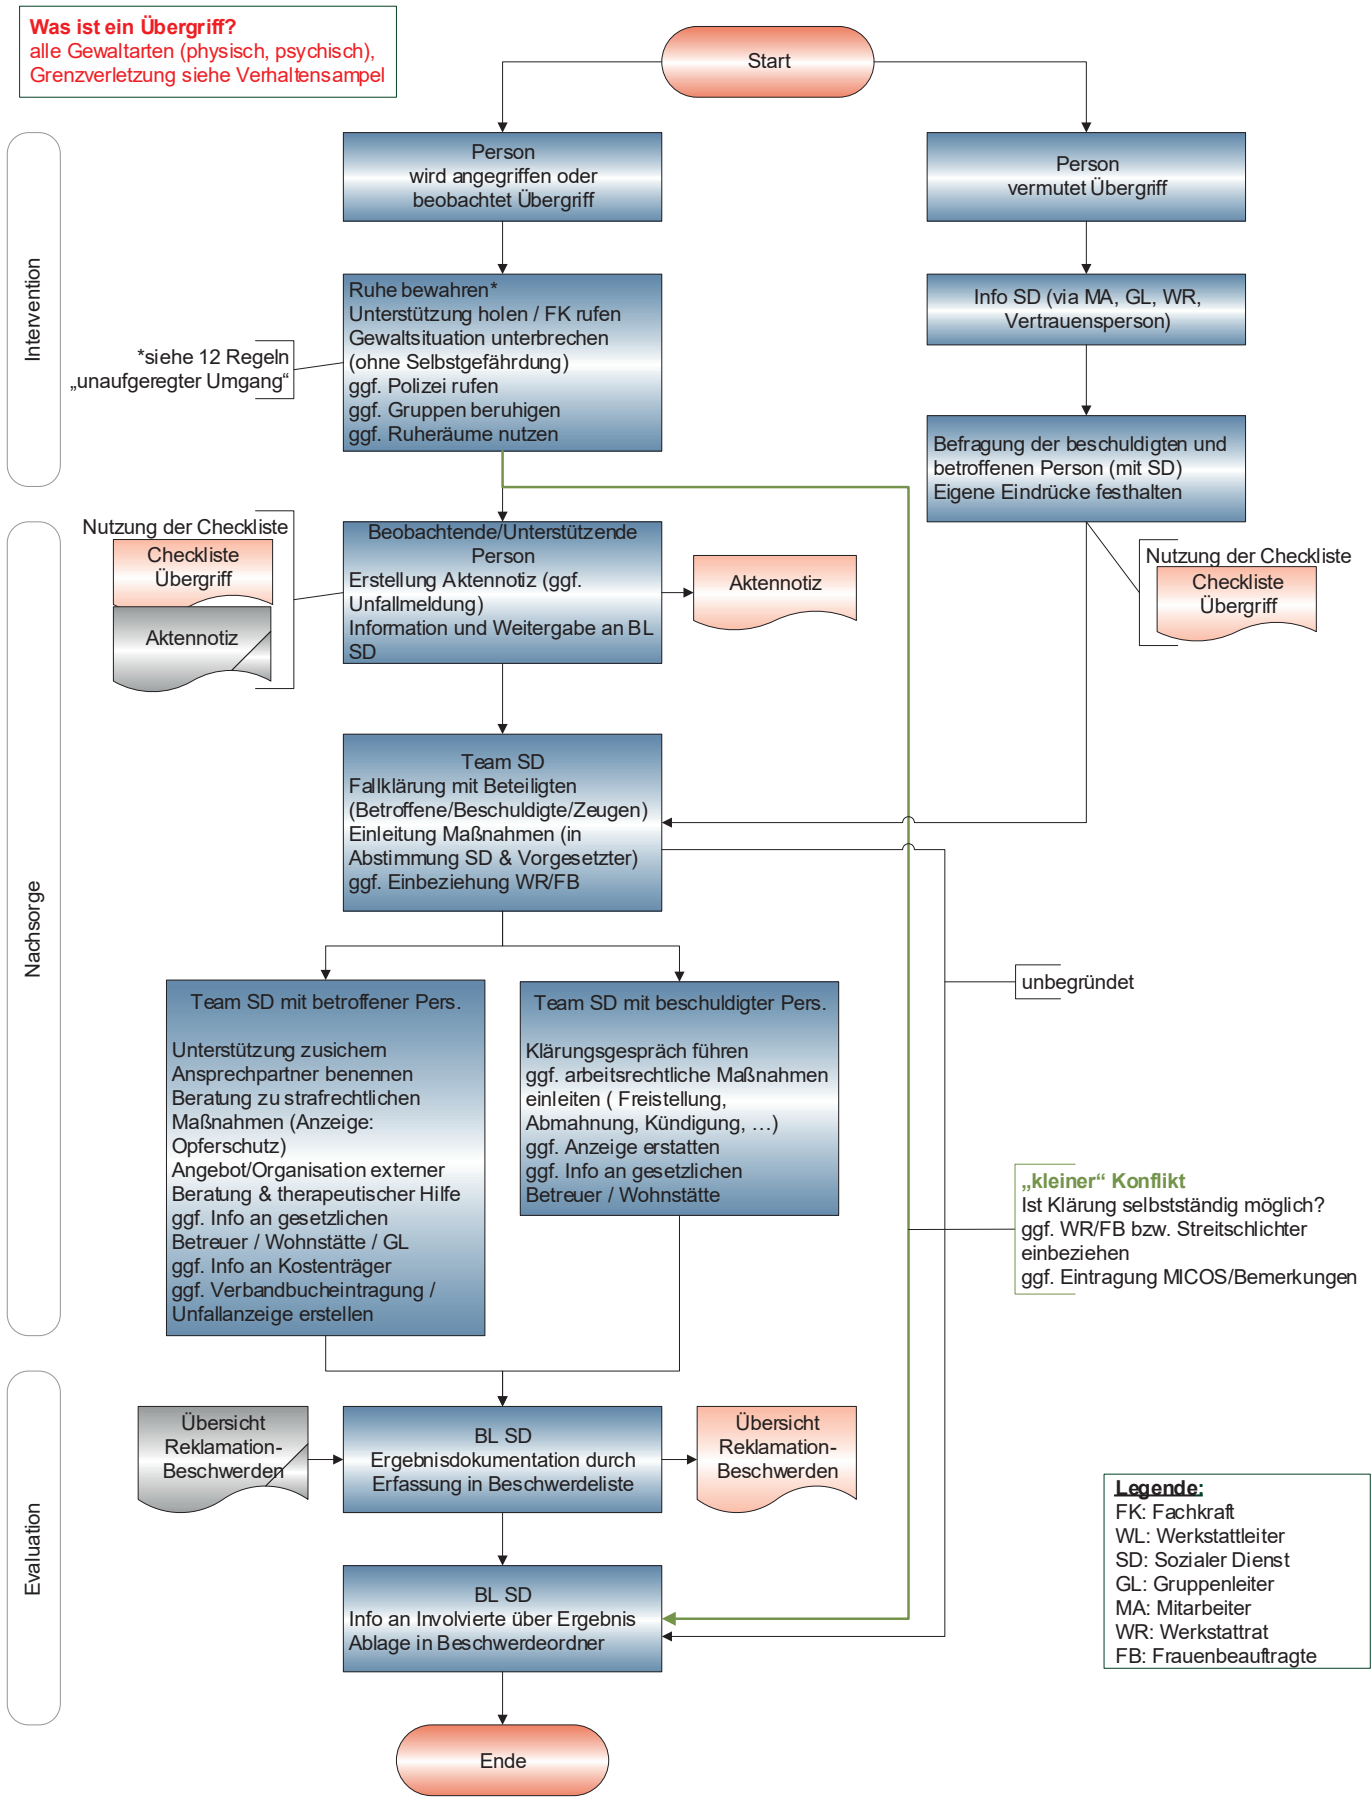 Was ist ein Übergriff?
alle Gewaltarten (physisch, psychisch),
Grenzverletzung siehe Verhaltensampel
Start
Intervention
Person
wird angegriffen oder
beobachtet Übergriff
Person
vermutet Übergriff
Ruhe bewahren*
Unterstützung holen / FK rufen
Gewaltsituation unterbrechen
(ohne Selbstgefährdung)
ggf. Polizei rufen
ggf. Gruppen beruhigen
ggf. Ruheräume nutzen
*siehe 12 Regeln
„unaufgeregter Umgang“
Info SD (via MA, GL, WR,
Vertrauensperson)
Befragung der beschuldigten und
betroffenen Person (mit SD)
Eigene Eindrücke festhalten
Nachsorge
Nutzung der Checkliste
Checkliste
Übergriff
Aktennotiz
Beobachtende/Unterstützende
Person
Erstellung Aktennotiz (ggf.
Unfallmeldung)
Information und Weitergabe an BL
SD
Aktennotiz
Nutzung der Checkliste
Checkliste
Übergriff
Team SD
Fallklärung mit Beteiligten
(Betroffene/Beschuldigte/Zeugen)
Einleitung Maßnahmen (in
Abstimmung SD & Vorgesetzter)
ggf. Einbeziehung WR/FB
unbegründet
Team SD mit betroffener Pers.
Unterstützung zusichern
Ansprechpartner benennen
Beratung zu strafrechtlichen
Maßnahmen (Anzeige:
Opferschutz)
Angebot/Organisation externer
Beratung & therapeutischer Hilfe
ggf. Info an gesetzlichen
Betreuer / Wohnstätte / GL
ggf. Info an Kostenträger
ggf. Verbandbucheintragung /
Unfallanzeige erstellen
Team SD mit beschuldigter Pers.
Klärungsgespräch führen
ggf. arbeitsrechtliche Maßnahmen
einleiten ( Freistellung,
Abmahnung, Kündigung, …)
ggf. Anzeige erstatten
ggf. Info an gesetzlichen
Betreuer / Wohnstätte
„kleiner“ Konflikt
Ist Klärung selbstständig möglich?
ggf. WR/FB bzw. Streitschlichter
einbeziehen
ggf. Eintragung MICOS/Bemerkungen
Evaluation
Übersicht
Reklamation-
Beschwerden
BL SD
Ergebnisdokumentation durch
Erfassung in Beschwerdeliste
Übersicht
Reklamation-
Beschwerden
BL SD
Info an Involvierte über Ergebnis
Ablage in Beschwerdeordner
Ende
Legende:
FK: Fachkraft
WL: Werkstattleiter
SD: Sozialer Dienst
GL: Gruppenleiter
MA: Mitarbeiter
WR: Werkstattrat
FB: Frauenbeauftragte